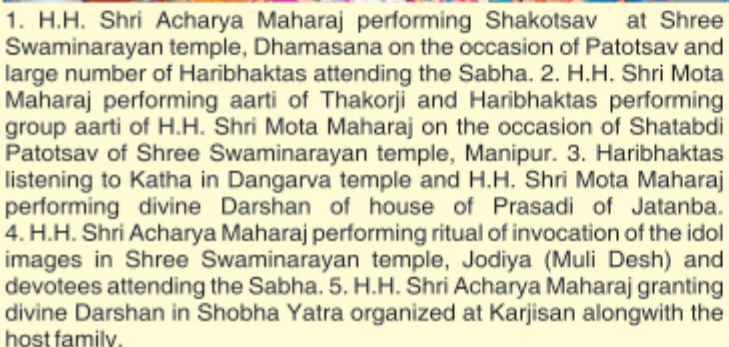 1. H.H. Shri Acharya Maharaj performing Shakotsav at Shree
Swaminarayan temple, Dhamasana on the occasion of Patotsav and
large number of Haribhaktas attending the Sabha. 2. H.H. Shri Mota
Maharaj performing aarti of Thakorji and Haribhaktas performing
group aarti of H.H. Shri Mota Maharaj on the occasion of Shatabdi
Patotsav of Shree Swaminarayan temple, Manipur. 3. Haribhaktas
listening to Katha in Dangarva temple and H.H. Shri Mota Maharaj
performing divine Darshan of house of Prasadi of Jatanba.
4. H.H. Shri Acharya Maharaj performing ritual of invocation of the idol
images in Shree Swaminarayan temple, Jodiya (Muli Desh) and
devotees attending the Sabha. 5. H.H. Shri Acharya Maharaj granting
divine Darshan in Shobha Yatra organized at Karjisan alongwith the
host family.